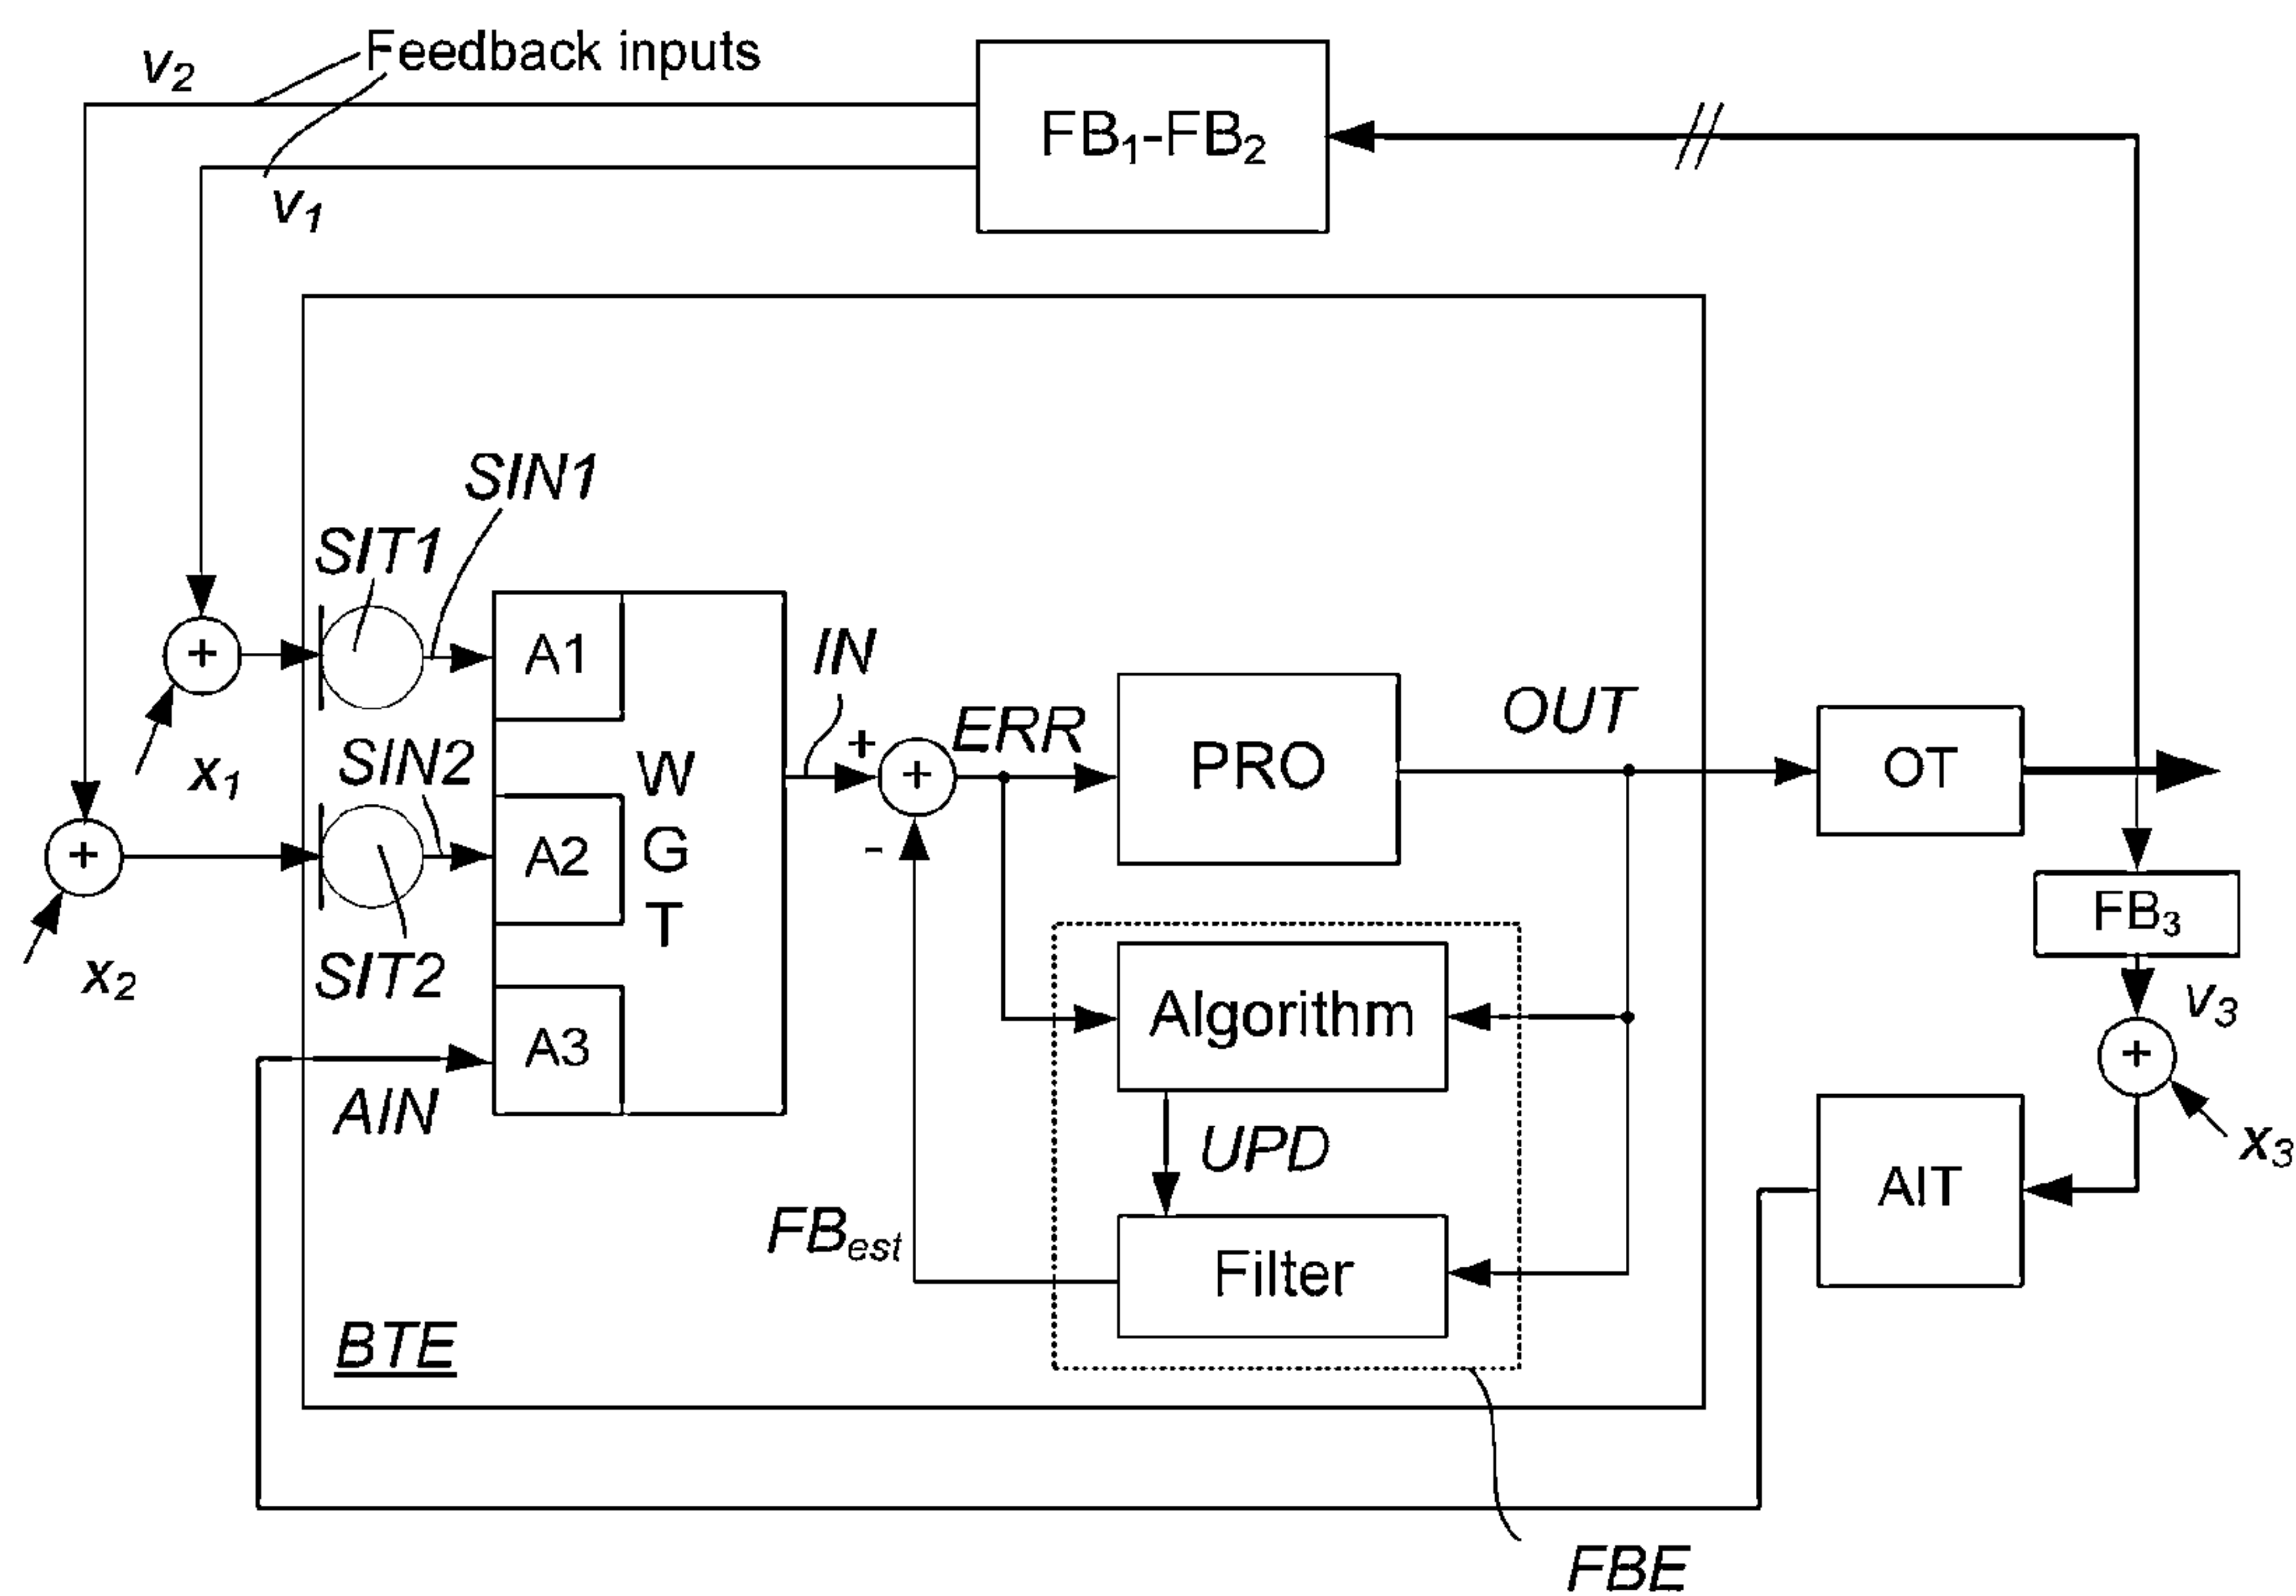 v2
Feedback inputs
v1
FB1-FB2
SIN1
SIT1
+
A1
x1
IN
+
+
ERR
PRO
OUT
OT
W
G
T
SIN2
+
A2
-
x2
SIT2
FB3
v3
+
x3
A3
AIN
Algorithm
UPD
AIT
FBest
Filter
BTE
FBE